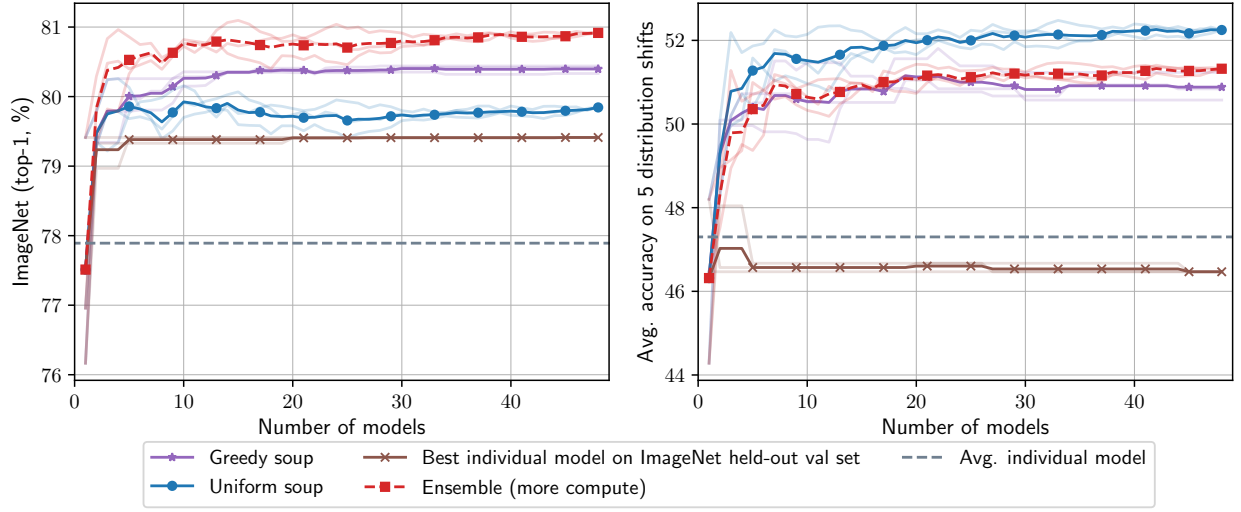 ImageNet (top-1, %)
81
80
79
78
77
76
0
10
20
30
40
Number of models
Avg. accuracy on 5 distribution shifts
52
50
48
46
44
0
10
20
30
40
Number of models
Greedy soup
Uniform soup
Best individual model on ImageNet held-out val set
Ensemble (more compute)
Avg. individual model